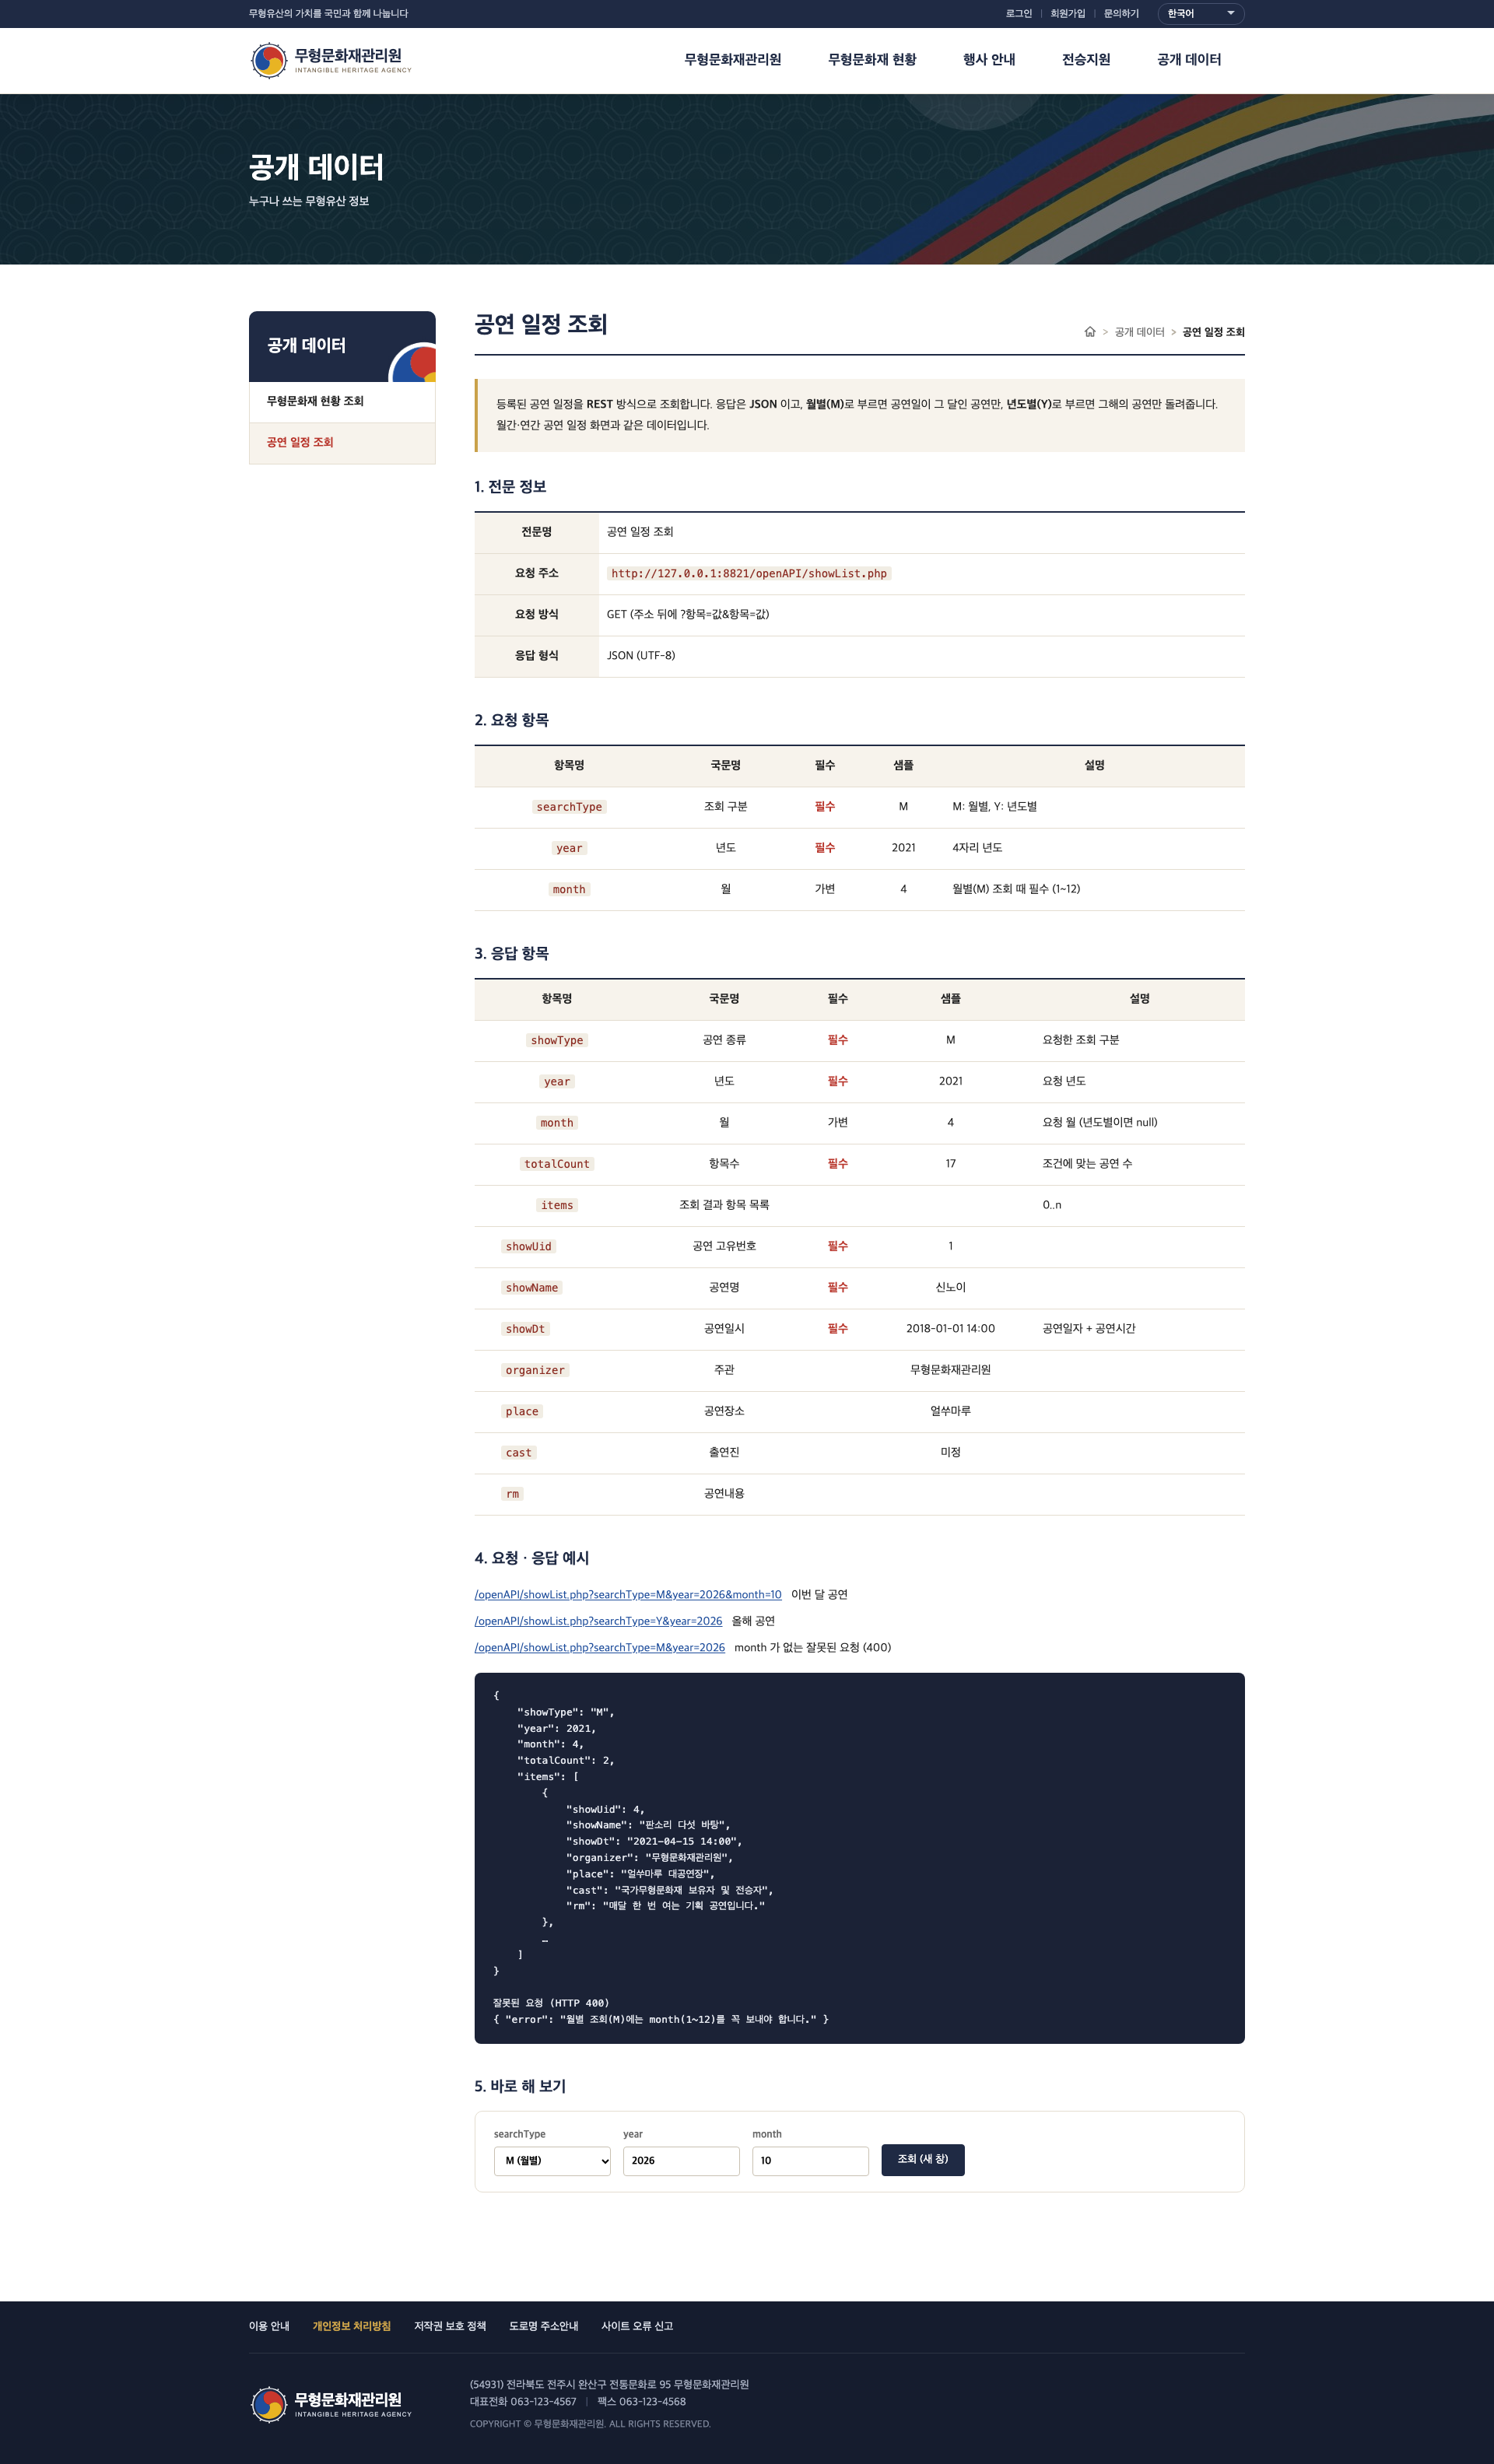 무형유산의 가치를 국민과 함께 나눕니다
로그인 | 회원가입 | 문의하기 한국어
무형문화재관리원
INTANGIBLE HERITAGE AGENCY
무형문화재관리원 무형문화재 현황 행사 안내 전승지원 공개 데이터
공개 데이터
누구나 쓰는 무형유산 정보
공개 데이터
무형문화재 현황 조회
공연 일정 조회
공연 일정 조회
> 공개 데이터 > 공연 일정 조회
등록된 공연 일정을 REST 방식으로 조회합니다. 응답은 JSON 이고, 월별(M)로 부르면 공연일이 그 달인 공연만, 년도별(Y)로 부르면 그해의 공연만 돌려줍니다.
월간·연간 공연 일정 화면과 같은 데이터입니다.
1. 전문 정보
전문명 공연 일정 조회
요청 주소 http://127.0.0.1:8821/openAPI/showList.php
요청 방식 GET (주소 뒤에 ?항목=값&항목=값)
응답 형식 JSON (UTF-8)
2. 요청 항목
항목명 국문명 필수 샘플 설명
searchType 조회 구분 필수 M M: 월별, Y: 년도별
year 년도 필수 2021 4자리 년도
month 월 가변 4 월별(M) 조회 때 필수 (1~12)
3. 응답 항목
항목명 국문명 필수 샘플 설명
showType 공연 종류 필수 M 요청한 조회 구분
year 년도 필수 2021 요청 년도
month 월 가변 4 요청 월 (년도별이면 null)
totalCount 항목수 필수 17 조건에 맞는 공연 수
items 조회 결과 항목 목록 0..n
showUid 공연 고유번호 필수 1
showName 공연명 필수 신노이
showDt 공연일시 필수 2018-01-01 14:00 공연일자 + 공연시간
organizer 주관 무형문화재관리원
place 공연장소 얼쑤마루
cast 출연진 미정
rm 공연내용
4. 요청 · 응답 예시
/openAPI/showList.php?searchType=M&year=2026&month=10 이번 달 공연
/openAPI/showList.php?searchType=Y&year=2026 올해 공연
/openAPI/showList.php?searchType=M&year=2026 month 가 없는 잘못된 요청 (400)
{
"showType": "M",
"year": 2021,
"month": 4,
"totalCount": 2,
"items": [
{
"showUid": 4,
"showName": "판소리 다섯 바탕",
"showDt": "2021-04-15 14:00",
"organizer": "무형문화재관리원",
"place": "얼쑤마루 대공연장",
"cast": "국가무형문화재 보유자 및 전승자",
"rm": "매달 한 번 여는 기획 공연입니다."
},
…
]
}
잘못된 요청 (HTTP 400)
{ "error": "월별 조회(M)에는 month(1~12)를 꼭 보내야 합니다." }
5. 바로 해 보기
searchType year month
M (월별) 2026 10 조회 (새 창)
이용 안내 개인정보 처리방침 저작권 보호 정책 도로명 주소안내 사이트 오류 신고
무형문화재관리원
INTANGIBLE HERITAGE AGENCY
(54931) 전라북도 전주시 완산구 전통문화로 95 무형문화재관리원
대표전화 063-123-4567 | 팩스 063-123-4568
COPYRIGHT © 무형문화재관리원. ALL RIGHTS RESERVED.